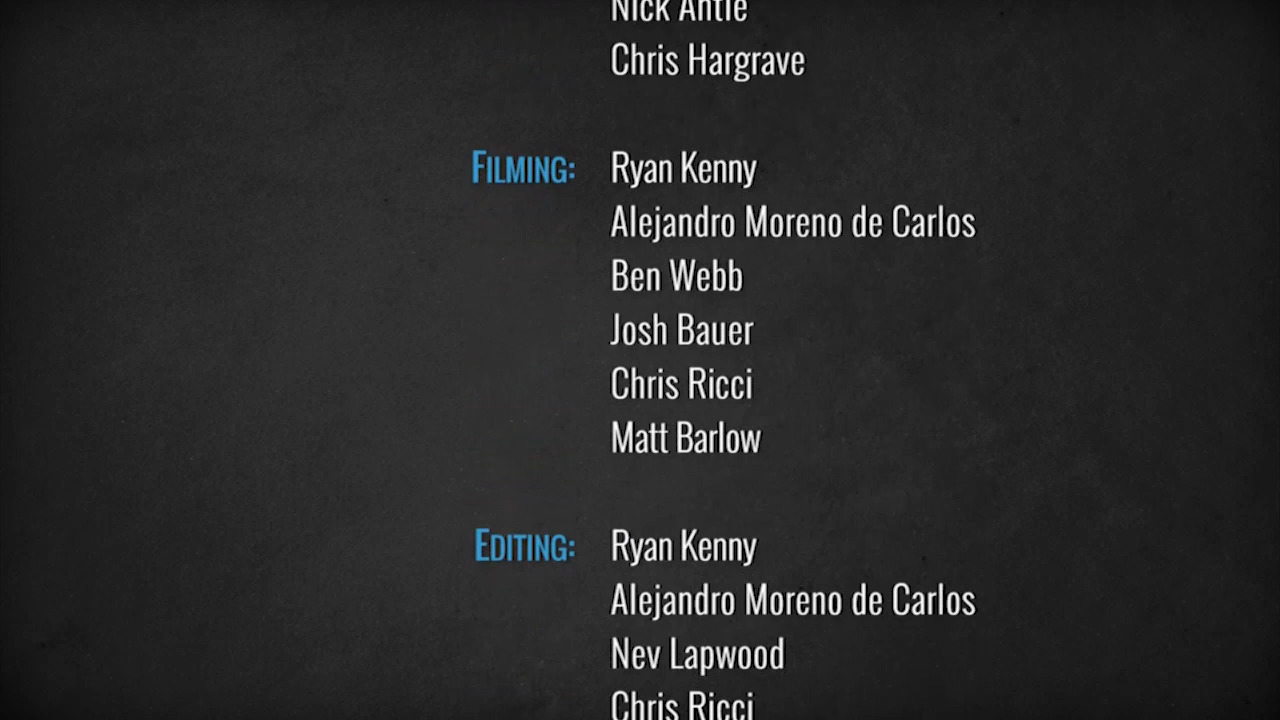 Nick Antle
Chris Hargrave
Filming: Ryan Kenny
Alejandro Moreno de Carlos
Ben Webb
Josh Bauer
Chris Ricci
Matt Barlow
Editing: Ryan Kenny
Alejandro Moreno de Carlos
Nev Lapwood
Chris Ricci